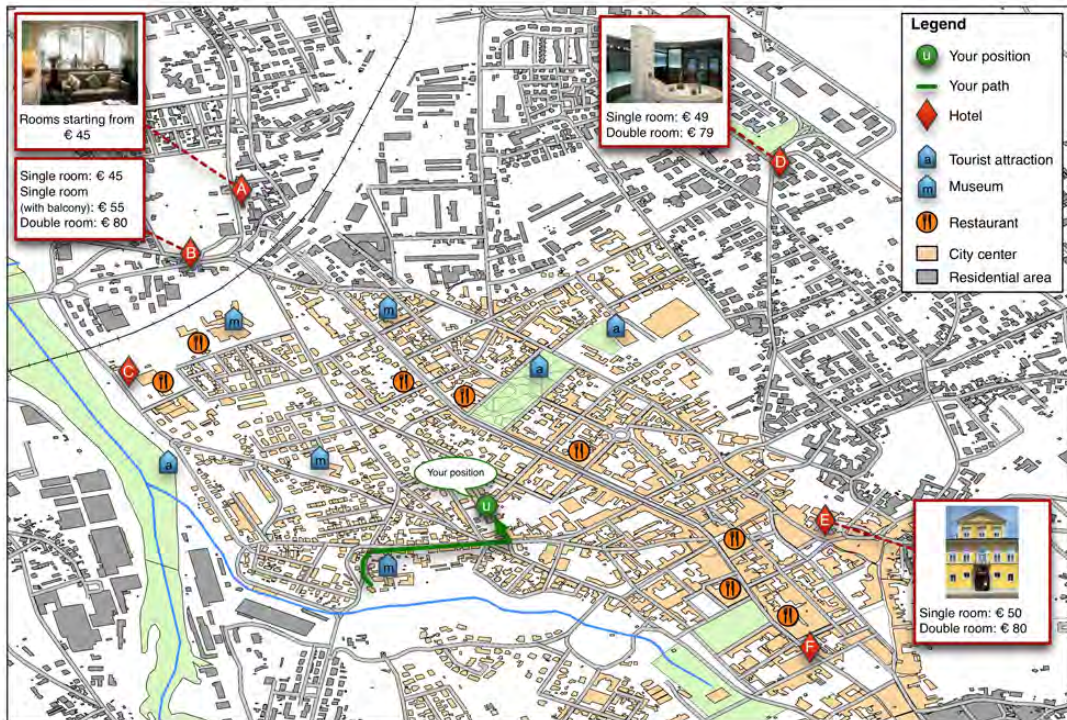 Rooms starting from
€ 45
Single room: € 45
Single room
(with balcony): € 55
Double room: € 80
Single room: € 49
Double room: € 79
Legend
u Your position
Your path
Hotel
a Tourist attraction
m Museum
Restaurant
City center
Residential area
A
D
B
m
m
a
a
C
a
m
Your position
u
E
m
F
Single room: € 50
Double room: € 80